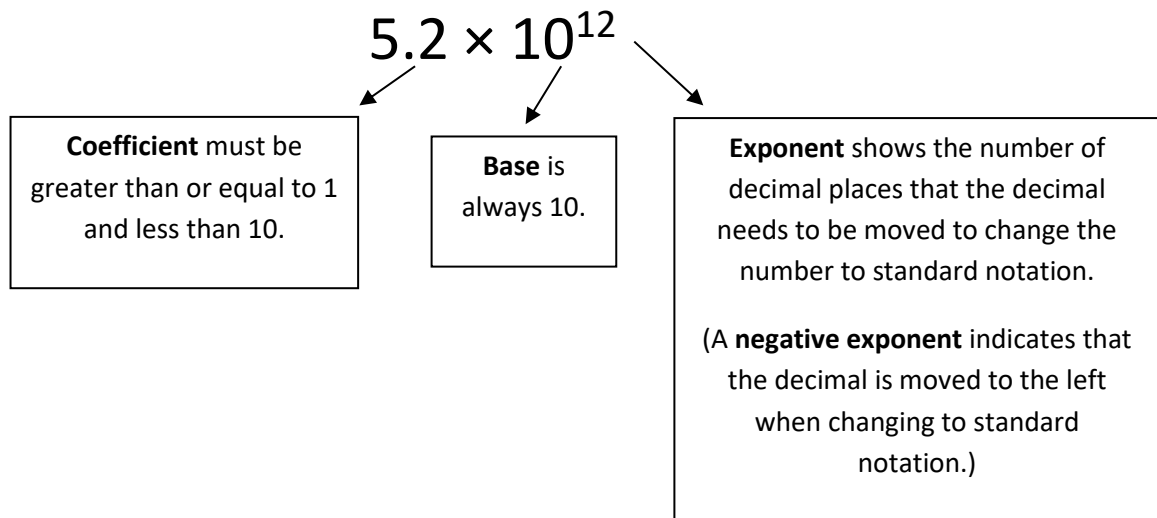 5.2 × 10¹²
Coefficient must be
greater than or equal to 1
and less than 10.
Base is
always 10.
Exponent shows the number of
decimal places that the decimal
needs to be moved to change the
number to standard notation.
(A negative exponent indicates that
the decimal is moved to the left
when changing to standard
notation.)